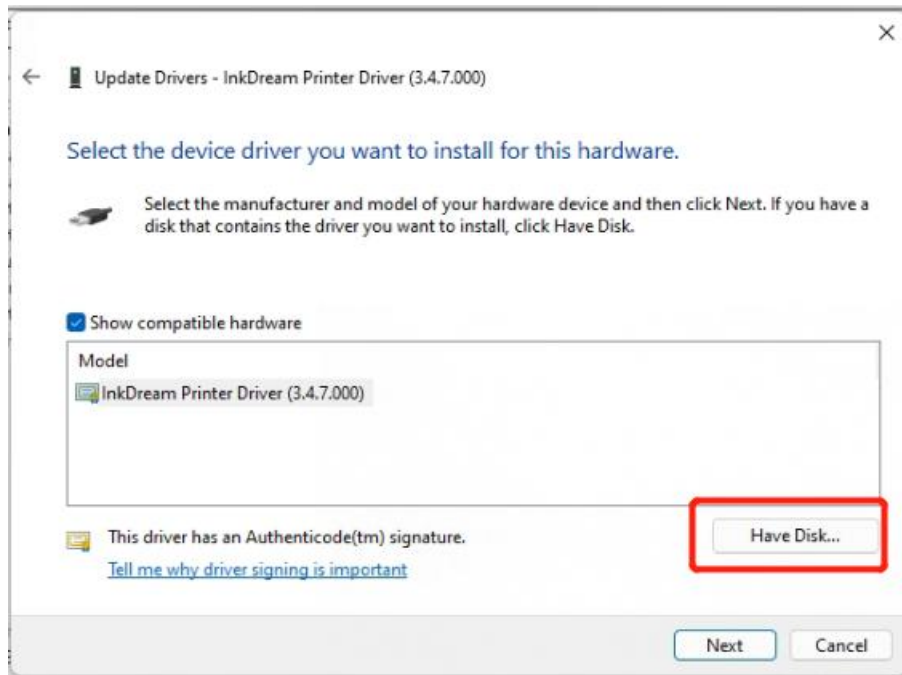 Update Drivers - InkDream Printer Driver (3.4.7.000)
Select the device driver you want to install for this hardware.
Select the manufacturer and model of your hardware device and then click Next. If you have a
disk that contains the driver you want to install, click Have Disk.
Show compatible hardware
Model
InkDream Printer Driver (3.4.7.000)
This driver has an Authenticode(tm) signature.
Have Disk...
Tell me why driver signing is important
Next
Cancel